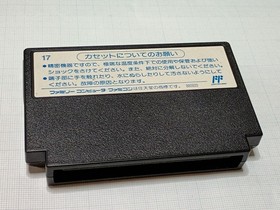 17
カセットについてのお願い
●精密機器ですので、極端な温度条件下での使用や保管および強い
ショックをさけてください。また、絶対に分解しないでください。
●端子部に手を触れたり、水にぬらしたりして汚さないようにして
ください。故障の原因となります。
ファミリーコンピュータ ファミコンは任天堂の商標です。
FF